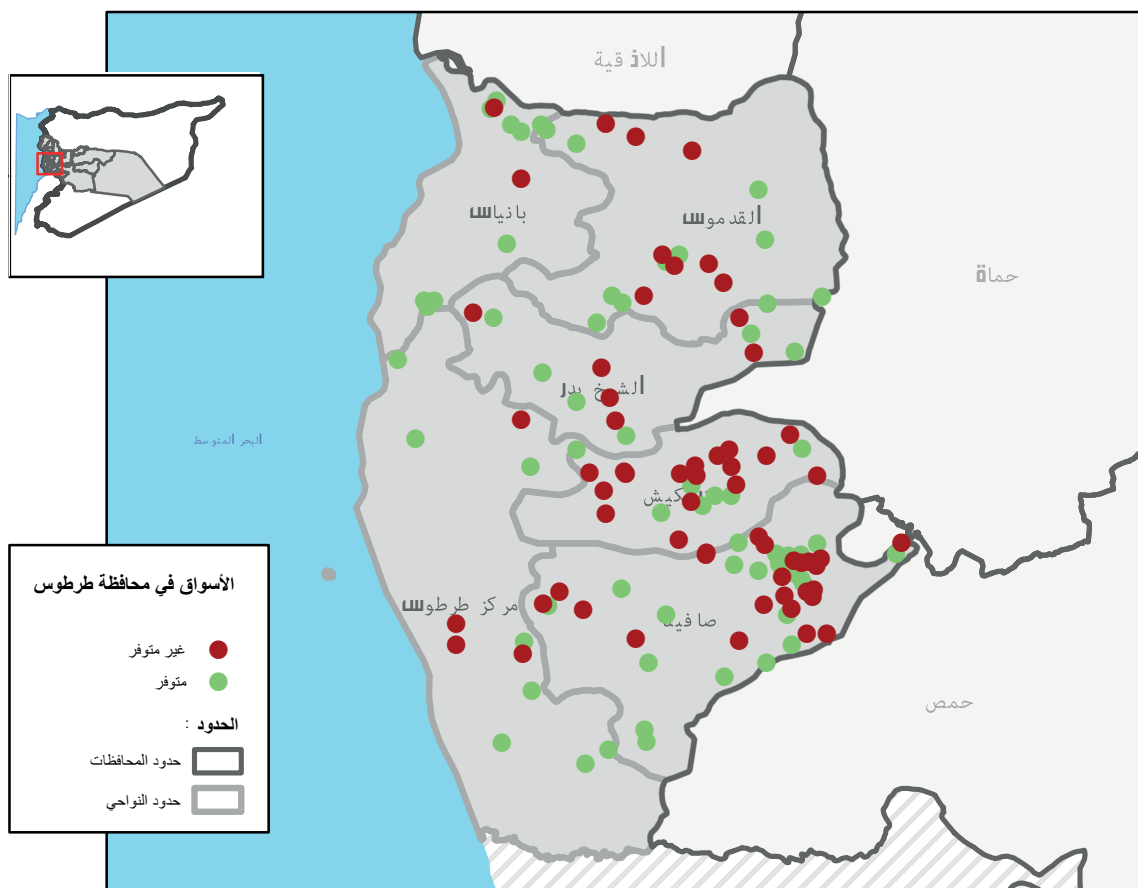 اللاذقية
بانياس
القدموس
حماة
الشيخ بدر
البحر المتوسط
الأسواق في محافظة طرطوس
مركز طرطوس
صافيتا
غير متوفر
متوفر
حمص
الحدود :
حدود المحافظات
حدود النواحي